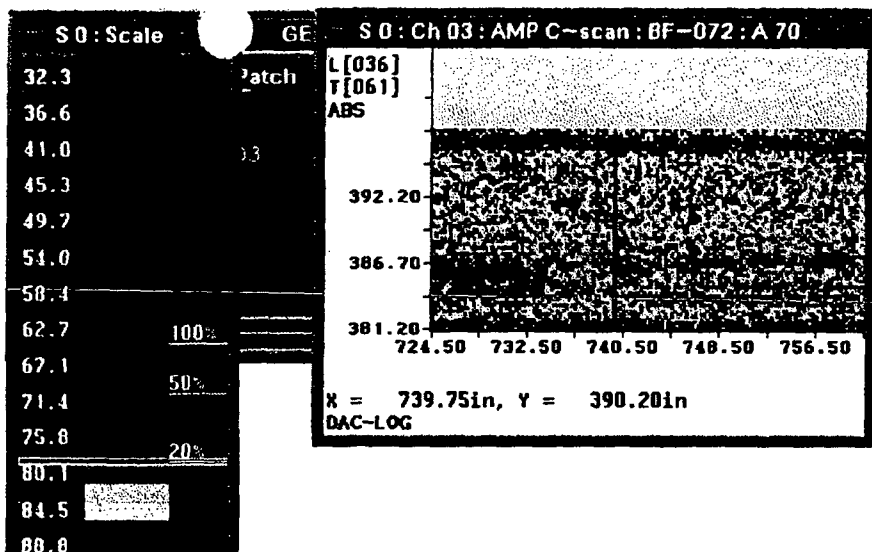 S 0 : Scale
32.3
36.6
41.0
45.3
49.7
54.0
58.4
62.7
67.1
71.4
75.8
80.1
84.5
88.8
100%
50%
20%
GE
Patch
03
S 0 : Ch 03 : AMP C~scan : BF-072 : A 70
L [036]
T [061]
ABS
392.20
386.70
381.20
724.50 732.50 740.50 748.50 756.50
X = 739.75in, Y = 390.20in
DAC~LOG